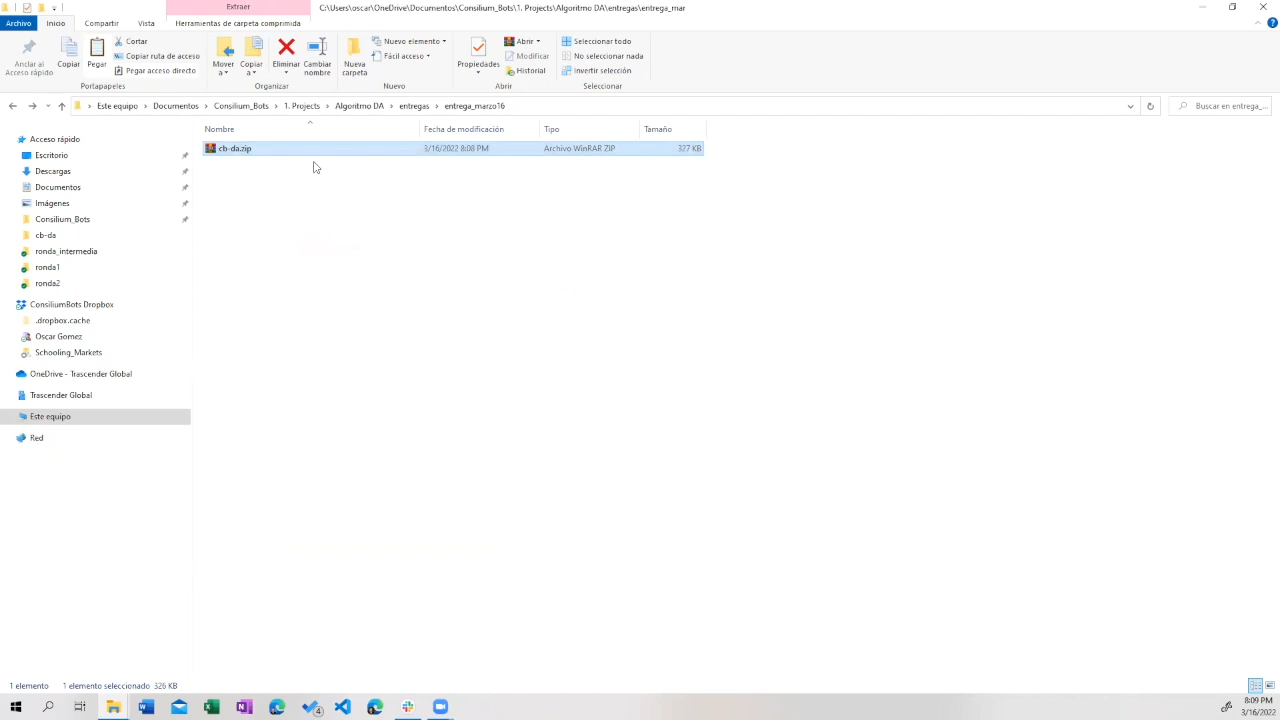 Extraer
C:\Users\oscar\OneDrive\Documentos\Consilium_Bots\1. Projects\Algoritmo DA\entregas\entrega_mar
Archivo Inicio Compartir Vista Herramientas de carpeta comprimida
Anclar al Acceso rápido
Copiar
Pegar
Cortar
Copiar ruta de acceso
Pegar acceso directo
Portapapeles
Mover a
Copiar a
Eliminar
Cambiar nombre
Organizar
Nueva carpeta
Nuevo elemento
Fácil acceso
Nuevo
Propiedades
Abrir
Modificar
Historial
Abrir
Seleccionar todo
No seleccionar nada
Invertir selección
Seleccionar
Este equipo > Documentos > Consilium_Bots > 1. Projects > Algoritmo DA > entregas > entrega_marzo16
Buscar en entrega_...
Nombre Fecha de modificación Tipo Tamaño
cb-da.zip 3/16/2022 8:08 PM Archivo WinRAR ZIP 327 KB
Acceso rápido
Escritorio
Descargas
Documentos
Imágenes
Consilium_Bots
cb-da
ronda_intermedia
ronda1
ronda2
ConsiliumBots Dropbox
.dropbox.cache
Oscar Gomez
Schooling_Markets
OneDrive - Trascender Global
Trascender Global
Este equipo
Red
1 elemento 1 elemento seleccionado 326 KB
4
8:09 PM
3/16/2022